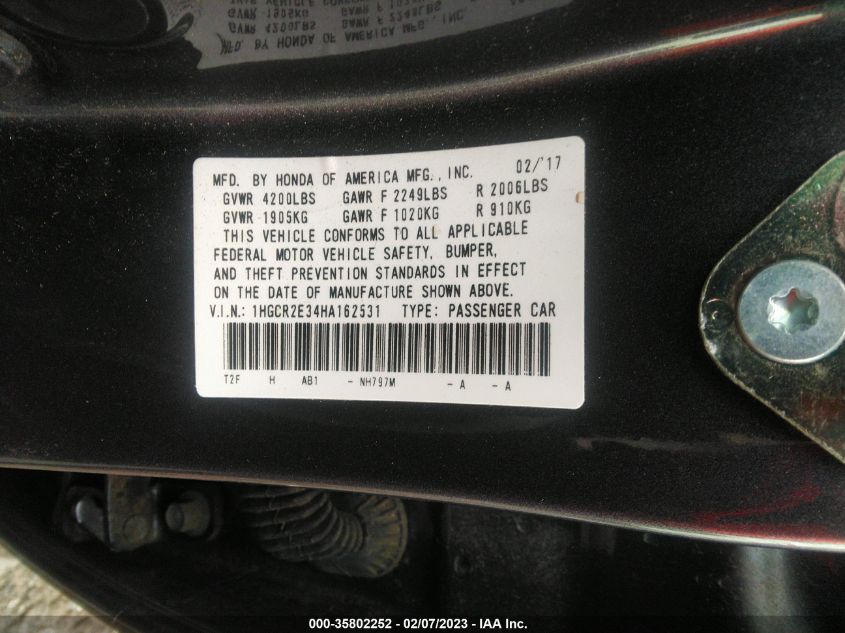 MFD. BY HONDA OF AMERICA MFG., INC. 02/'17
GVWR 4200LBS GAWR F 2249LBS R 2006LBS
GVWR 1905KG GAWR F 1020KG R 910KG
THIS VEHICLE CONFORMS TO ALL APPLICABLE
FEDERAL MOTOR VEHICLE SAFETY, BUMPER,
AND THEFT PREVENTION STANDARDS IN EFFECT
ON THE DATE OF MANUFACTURE SHOWN ABOVE.
V.I.N.: 1HGCR2E34HA162531 TYPE: PASSENGER CAR
T2F H AB1 - NH797M - A - A
000-35802252 - 02/07/2023 - IAA Inc.